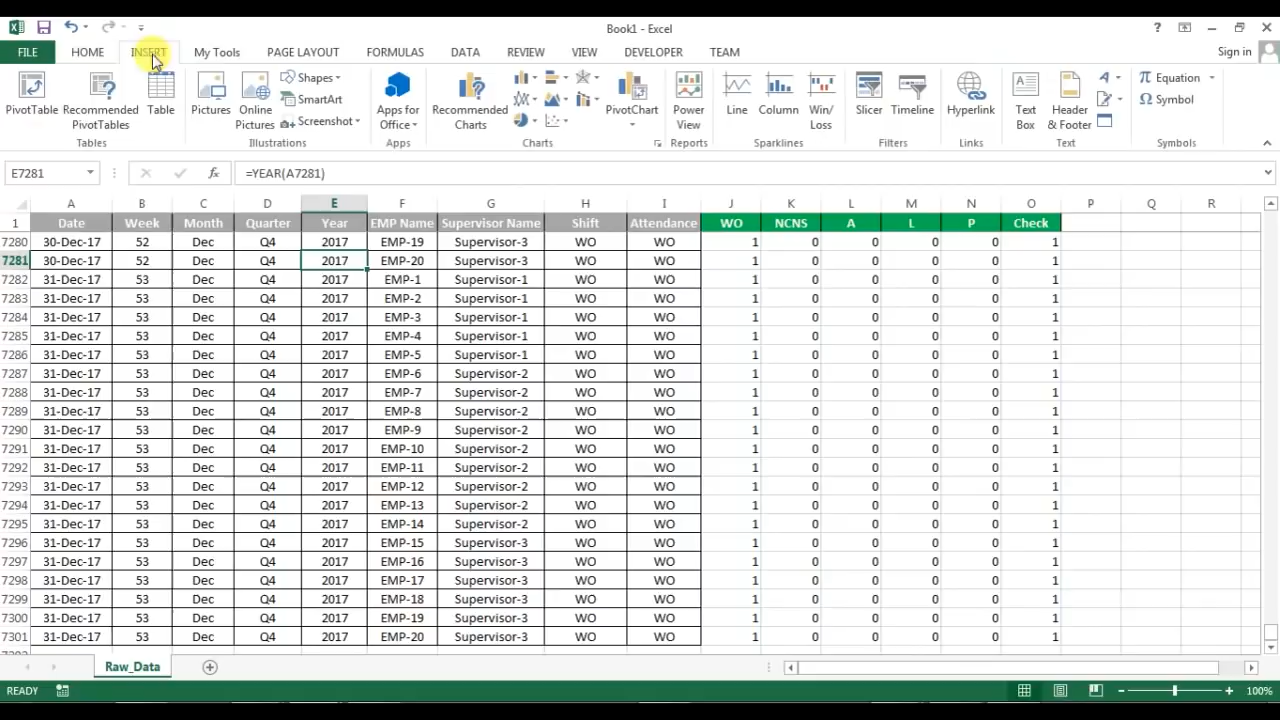 Book1 - Excel
?
FILE HOME INSERT My Tools PAGE LAYOUT FORMULAS DATA REVIEW VIEW DEVELOPER TEAM Sign in
PivotTable Recommended PivotTables Table Pictures Online Pictures Shapes SmartArt Screenshot Apps for Office Recommended Charts PivotChart Power View Line Column Win/Loss Slicer Timeline Hyperlink Text Box Header & Footer Equation Symbol
Tables Illustrations Apps Charts Reports Sparklines Filters Links Text Symbols
E7281 fx =YEAR(A7281)
A B C D E F G H I J K L M N O P Q R
1 Date Week Month Quarter Year EMP Name Supervisor Name Shift Attendance WO NCNS A L P Check
7280 30-Dec-17 52 Dec Q4 2017 EMP-19 Supervisor-3 WO WO 1 0 0 0 0 1
7281 30-Dec-17 52 Dec Q4 2017 EMP-20 Supervisor-3 WO WO 1 0 0 0 0 1
7282 31-Dec-17 53 Dec Q4 2017 EMP-1 Supervisor-1 WO WO 1 0 0 0 0 1
7283 31-Dec-17 53 Dec Q4 2017 EMP-2 Supervisor-1 WO WO 1 0 0 0 0 1
7284 31-Dec-17 53 Dec Q4 2017 EMP-3 Supervisor-1 WO WO 1 0 0 0 0 1
7285 31-Dec-17 53 Dec Q4 2017 EMP-4 Supervisor-1 WO WO 1 0 0 0 0 1
7286 31-Dec-17 53 Dec Q4 2017 EMP-5 Supervisor-1 WO WO 1 0 0 0 0 1
7287 31-Dec-17 53 Dec Q4 2017 EMP-6 Supervisor-2 WO WO 1 0 0 0 0 1
7288 31-Dec-17 53 Dec Q4 2017 EMP-7 Supervisor-2 WO WO 1 0 0 0 0 1
7289 31-Dec-17 53 Dec Q4 2017 EMP-8 Supervisor-2 WO WO 1 0 0 0 0 1
7290 31-Dec-17 53 Dec Q4 2017 EMP-9 Supervisor-2 WO WO 1 0 0 0 0 1
7291 31-Dec-17 53 Dec Q4 2017 EMP-10 Supervisor-2 WO WO 1 0 0 0 0 1
7292 31-Dec-17 53 Dec Q4 2017 EMP-11 Supervisor-2 WO WO 1 0 0 0 0 1
7293 31-Dec-17 53 Dec Q4 2017 EMP-12 Supervisor-2 WO WO 1 0 0 0 0 1
7294 31-Dec-17 53 Dec Q4 2017 EMP-13 Supervisor-2 WO WO 1 0 0 0 0 1
7295 31-Dec-17 53 Dec Q4 2017 EMP-14 Supervisor-2 WO WO 1 0 0 0 0 1
7296 31-Dec-17 53 Dec Q4 2017 EMP-15 Supervisor-3 WO WO 1 0 0 0 0 1
7297 31-Dec-17 53 Dec Q4 2017 EMP-16 Supervisor-3 WO WO 1 0 0 0 0 1
7298 31-Dec-17 53 Dec Q4 2017 EMP-17 Supervisor-3 WO WO 1 0 0 0 0 1
7299 31-Dec-17 53 Dec Q4 2017 EMP-18 Supervisor-3 WO WO 1 0 0 0 0 1
7300 31-Dec-17 53 Dec Q4 2017 EMP-19 Supervisor-3 WO WO 1 0 0 0 0 1
7301 31-Dec-17 53 Dec Q4 2017 EMP-20 Supervisor-3 WO WO 1 0 0 0 0 1
Raw_Data
READY 100%